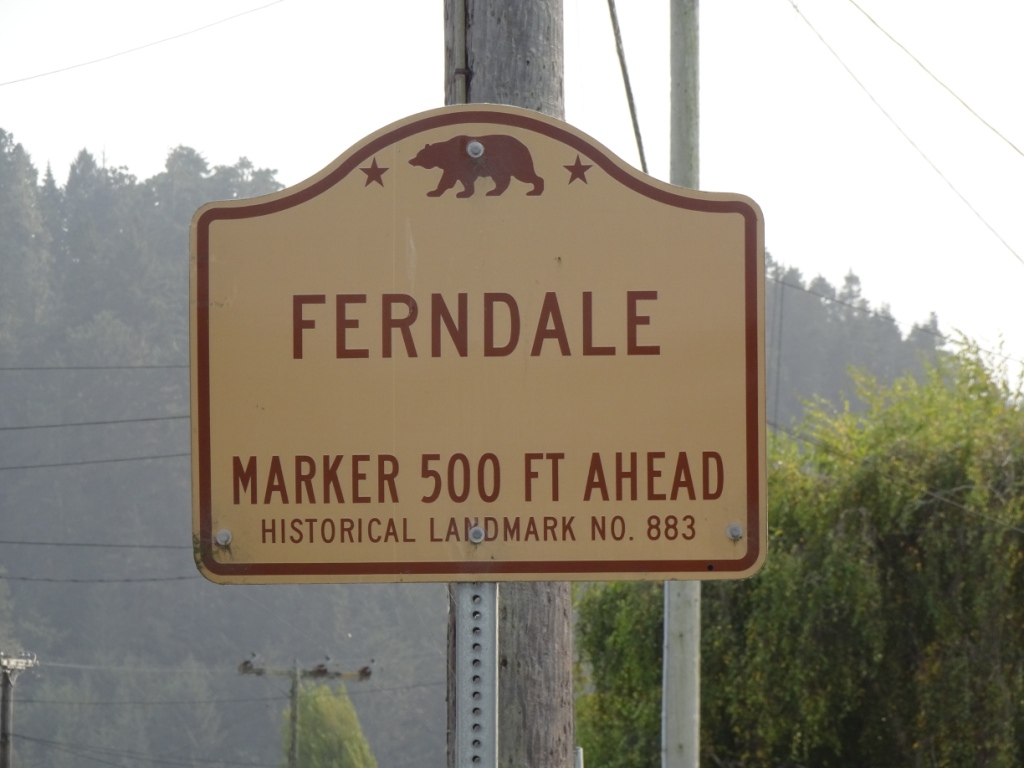 FERNDALE
MARKER 500 FT AHEAD
HISTORICAL LANDMARK NO. 883